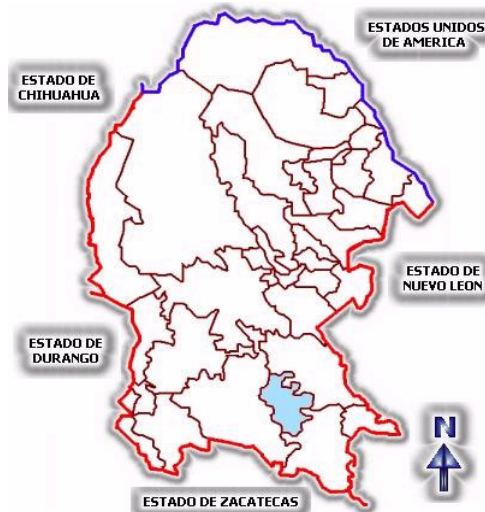 ESTADOS UNIDOS
DE AMERICA
ESTADO DE
CHIHUAHUA
ESTADO DE
NUEVO LEON
ESTADO DE
DURANGO
N
ESTADO DE ZACATECAS